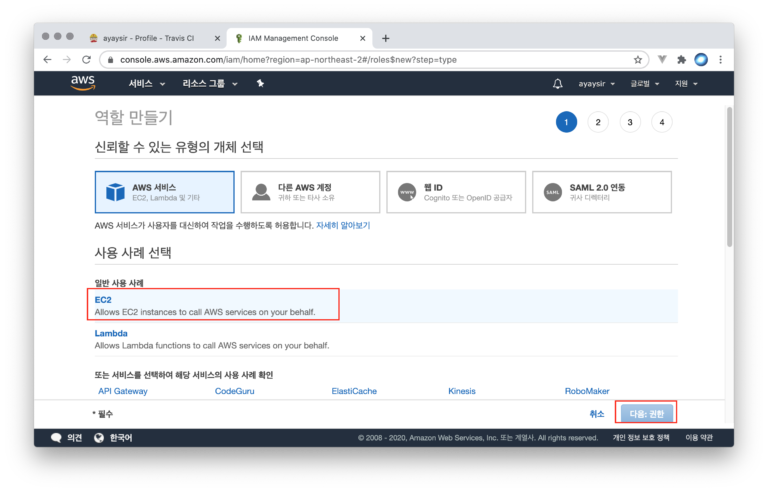 ayaysir - Profile - Travis CI
IAM Management Console
console.aws.amazon.com/iam/home?region=ap-northeast-2#/roles$new?step=type
aws 서비스 리소스 그룹 ayaysir 글로벌 지원
역할 만들기
1 2 3 4
신뢰할 수 있는 유형의 개체 선택
AWS 서비스
EC2, Lambda 및 기타
다른 AWS 계정
귀하 또는 타사 소유
WWW
웹 ID
Cognito 또는 OpenID 공급자
SAML
SAML 2.0 연동
귀사 디렉터리
AWS 서비스가 사용자를 대신하여 작업을 수행하도록 허용합니다. 자세히 알아보기
사용 사례 선택
일반 사용 사례
EC2
Allows EC2 instances to call AWS services on your behalf.
Lambda
Allows Lambda functions to call AWS services on your behalf.
또는 서비스를 선택하여 해당 서비스의 사용 사례 확인
API Gateway CodeGuru ElastiCache Kinesis RoboMaker
* 필수 취소 다음: 권한
의견 한국어 © 2008 - 2020, Amazon Web Services, Inc. 또는 계열사. All rights reserved. 개인 정보 보호 정책 이용 약관